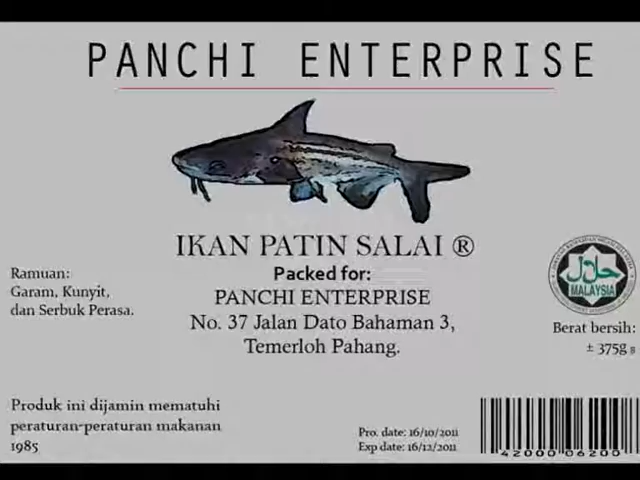 PANCHI ENTERPRISE
IKAN PATIN SALAI ®
Packed for:
PANCHI ENTERPRISE
No. 37 Jalan Dato Bahaman 3,
Temerloh Pahang.
Ramuan:
Garam, Kunyit,
dan Serbuk Perasa.
حلال
MALAYSIA
Berat bersih:
± 375g g
Produk ini dijamin mematuhi
peraturan-peraturan makanan
1985
Pro. date: 16/10/2011
Exp date: 16/12/2011
42000 06200